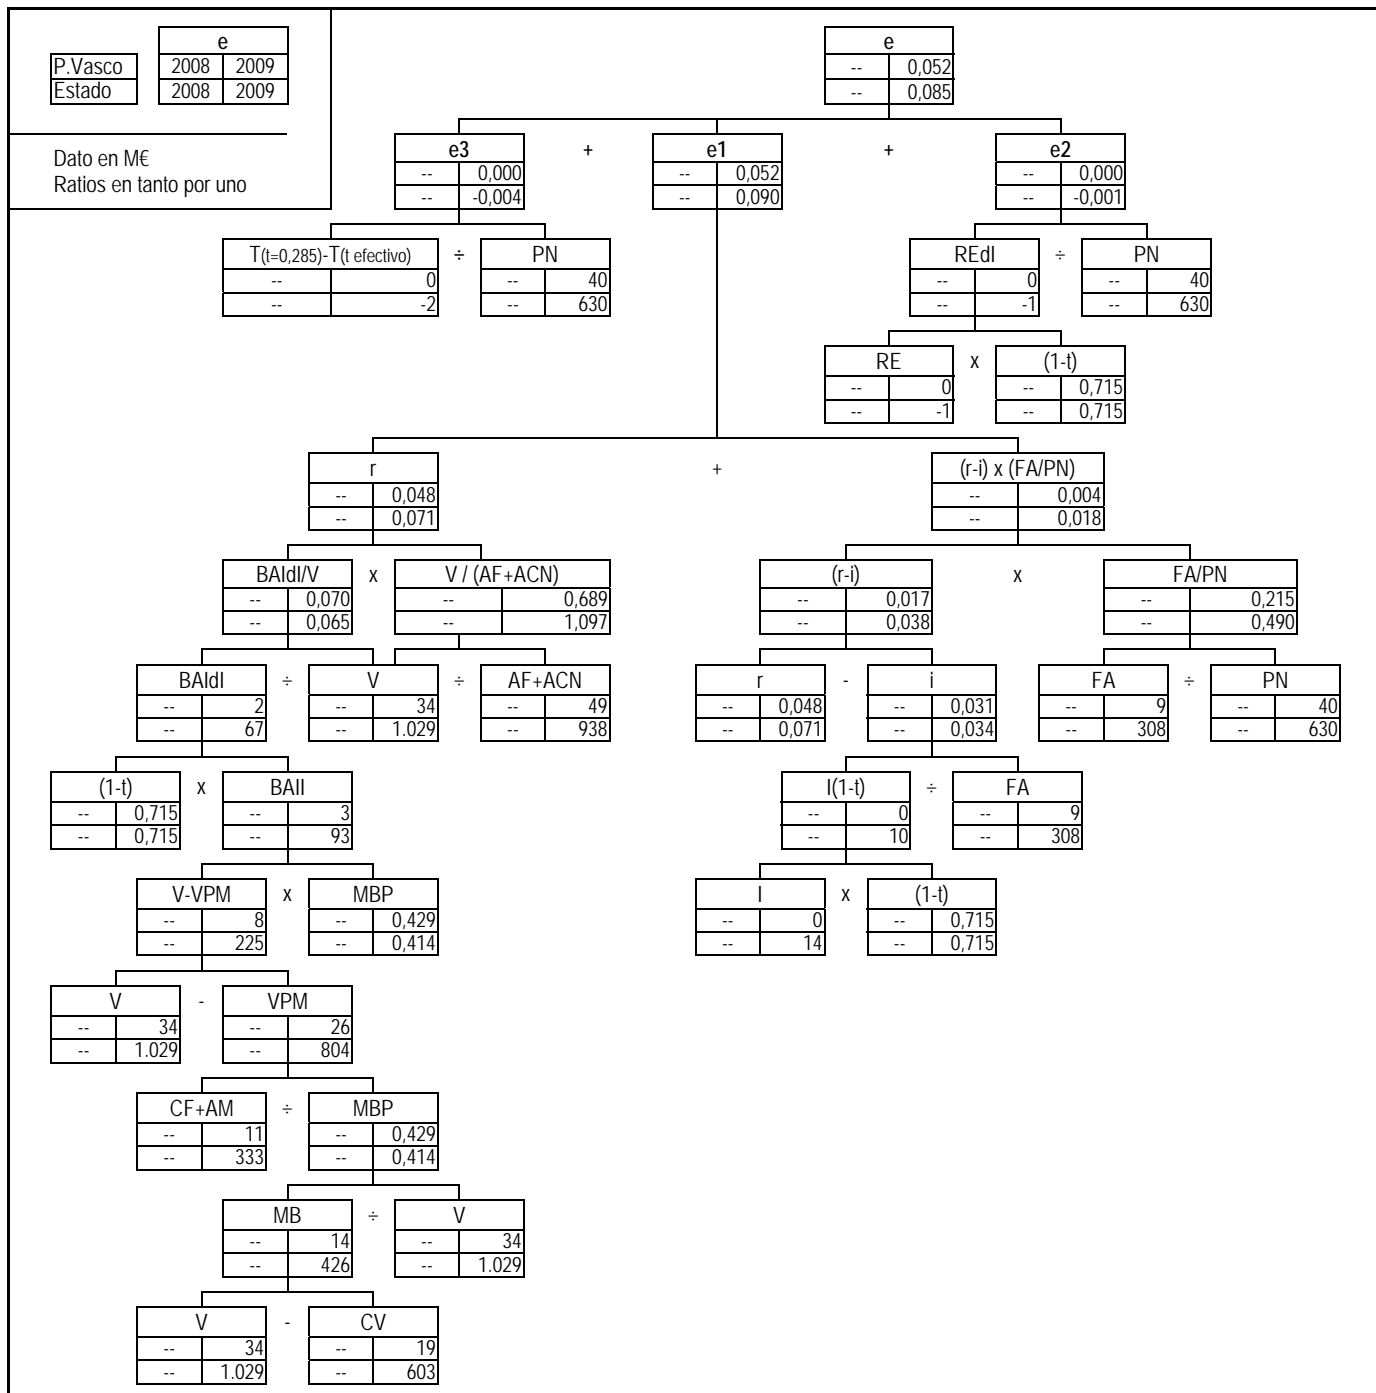 e
P.Vasco 2008 2009
Estado 2008 2009
Dato en M€
Ratios en tanto por uno
e
-- 0,052
-- 0,085
e3 + e1 + e2
-- 0,000 -- 0,052 -- 0,000
-- -0,004 -- 0,090 -- -0,001
T(t=0,285)-T(t efectivo) ÷ PN REdI ÷ PN
-- 0 -- 40 -- 0 -- 40
-- -2 -- 630 -- -1 -- 630
RE x (1-t)
-- 0 -- 0,715
-- -1 -- 0,715
r + (r-i) x (FA/PN)
-- 0,048 -- 0,004
-- 0,071 -- 0,018
BAIdI/V x V / (AF+ACN) (r-i) x FA/PN
-- 0,070 -- 0,689 -- 0,017 -- 0,215
-- 0,065 -- 1,097 -- 0,038 -- 0,490
BAIdI ÷ V ÷ AF+ACN r - i FA ÷ PN
-- 2 -- 34 -- 49 -- 0,048 -- 0,031 -- 9 -- 40
-- 67 -- 1.029 -- 938 -- 0,071 -- 0,034 -- 308 -- 630
(1-t) x BAII I(1-t) ÷ FA
-- 0,715 -- 3 -- 0 -- 9
-- 0,715 -- 93 -- 10 -- 308
V-VPM x MBP I x (1-t)
-- 8 -- 0,429 -- 0 -- 0,715
-- 225 -- 0,414 -- 14 -- 0,715
V - VPM
-- 34 -- 26
-- 1.029 -- 804
CF+AM ÷ MBP
-- 11 -- 0,429
-- 333 -- 0,414
MB ÷ V
-- 14 -- 34
-- 426 -- 1.029
V - CV
-- 34 -- 19
-- 1.029 -- 603